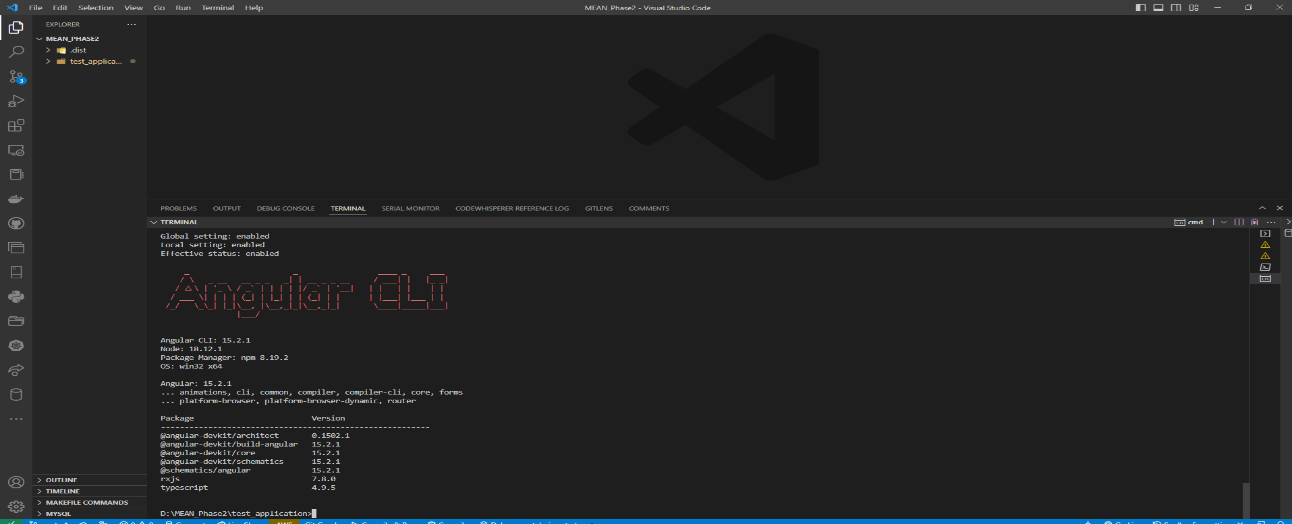 File Edit Selection View Go Run Terminal Help
MEAN_Phase2 - Visual Studio Code
EXPLORER
MEAN_PHASE2
.dist
test_applica...
3
PROBLEMS OUTPUT DEBUG CONSOLE TERMINAL SERIAL MONITOR CODEWHISPERER REFERENCE LOG GITLENS COMMENTS
TERMINAL
cmd
Global setting: enabled
Local setting: enabled
Effective status: enabled
Angular CLI
Angular CLI: 15.2.1
Node: 18.12.1
Package Manager: npm 8.19.2
OS: win32 x64
Angular: 15.2.1
... animations, cli, common, compiler, compiler-cli, core, forms
... platform-browser, platform-browser-dynamic, router
Package Version
------------------------------------------------------
@angular-devkit/architect 0.1502.1
@angular-devkit/build-angular 15.2.1
@angular-devkit/core 15.2.1
@angular-devkit/schematics 15.2.1
@schematics/angular 15.2.1
rxjs 7.8.0
typescript 4.9.5
D:\MEAN_Phase2\test_application>
OUTLINE
TIMELINE
MAKEFILE COMMANDS
MYSQL